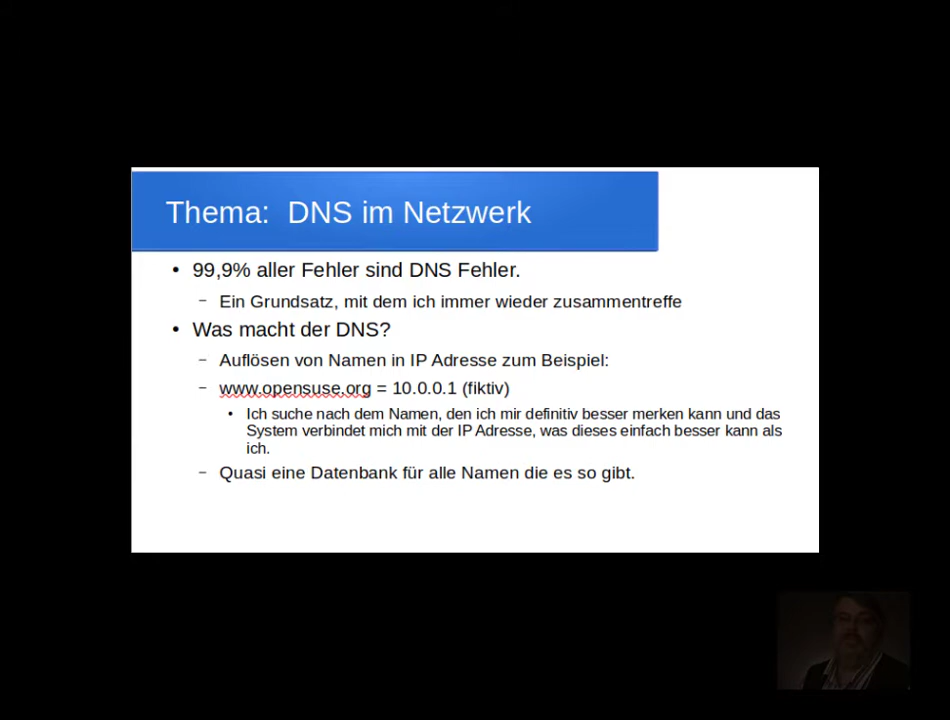 Thema:  DNS im Netzwerk
• 99,9% aller Fehler sind DNS Fehler.
– Ein Grundsatz, mit dem ich immer wieder zusammentreffe
• Was macht der DNS?
– Auflösen von Namen in IP Adresse zum Beispiel:
– www.opensuse.org = 10.0.0.1 (fiktiv)
• Ich suche nach dem Namen, den ich mir definitiv besser merken kann und das
System verbindet mich mit der IP Adresse, was dieses einfach besser kann als
ich.
– Quasi eine Datenbank für alle Namen die es so gibt.